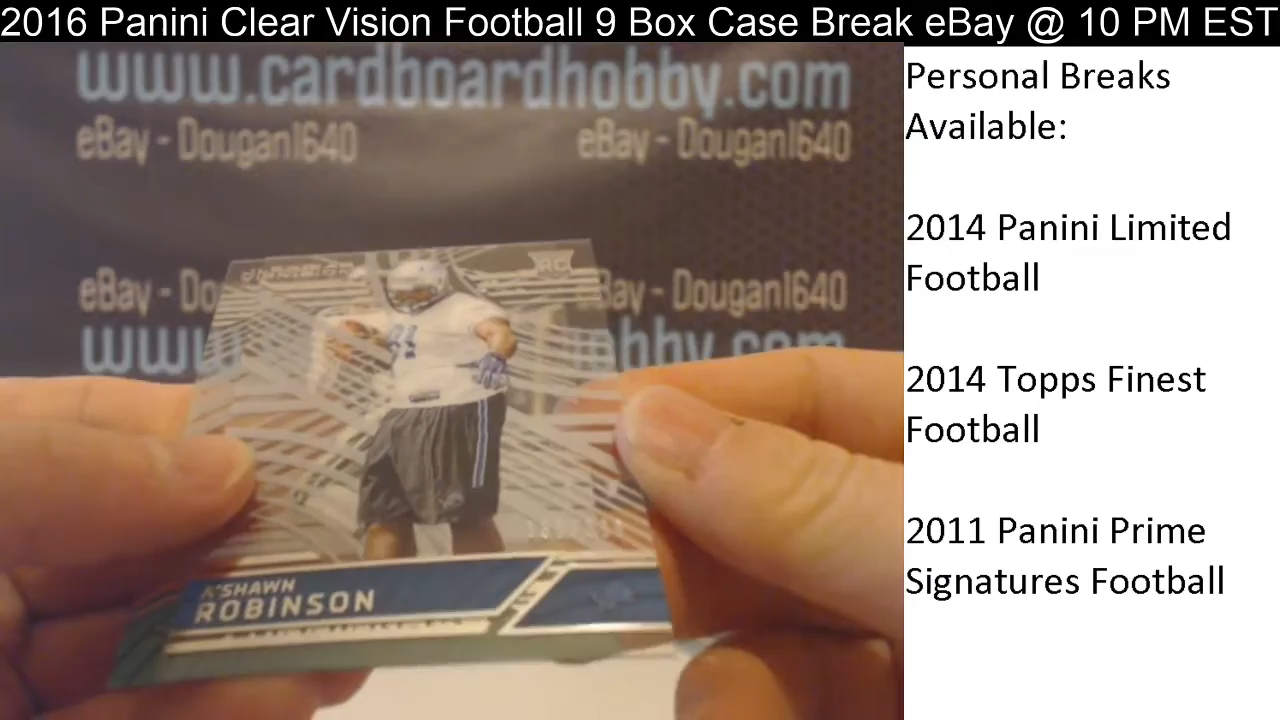 2016 Panini Clear Vision Football 9 Box Case Break eBay @ 10 PM EST
www.cardboardhobby.com
eBay - Dougan1640 eBay - Dougan1640
Personal Breaks
Available:
2014 Panini Limited
Football
2014 Topps Finest
Football
2011 Panini Prime
Signatures Football
RC
eBay - Do Bay - Dougan1640
www hobby.com
91
A'SHAWN
ROBINSON